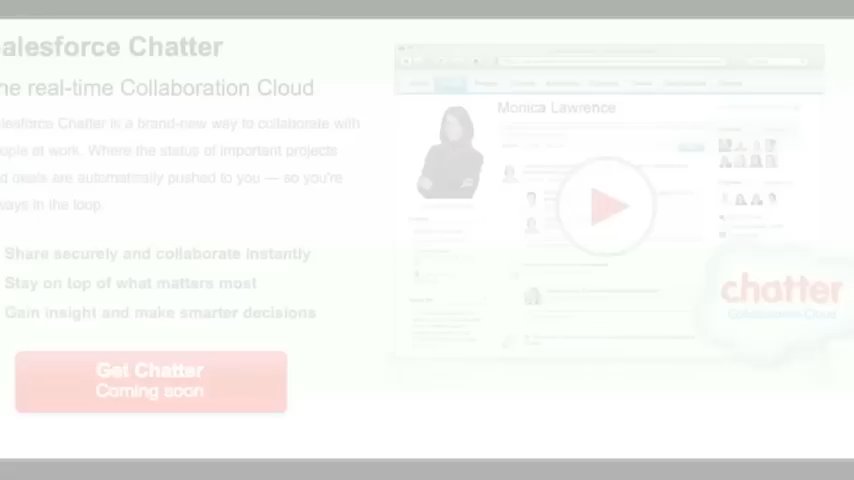 alesforce Chatter
he real-time Collaboration Cloud
lesforce Chatter is a brand-new way to collaborate with
ople at work. Where the status of important projects
d deals are automatically pushed to you — so you're
ways in the loop.
Share securely and collaborate instantly
Stay on top of what matters most
Gain insight and make smarter decisions
Get Chatter
Coming soon
Monica Lawrence
chatter
Collaboration Cloud